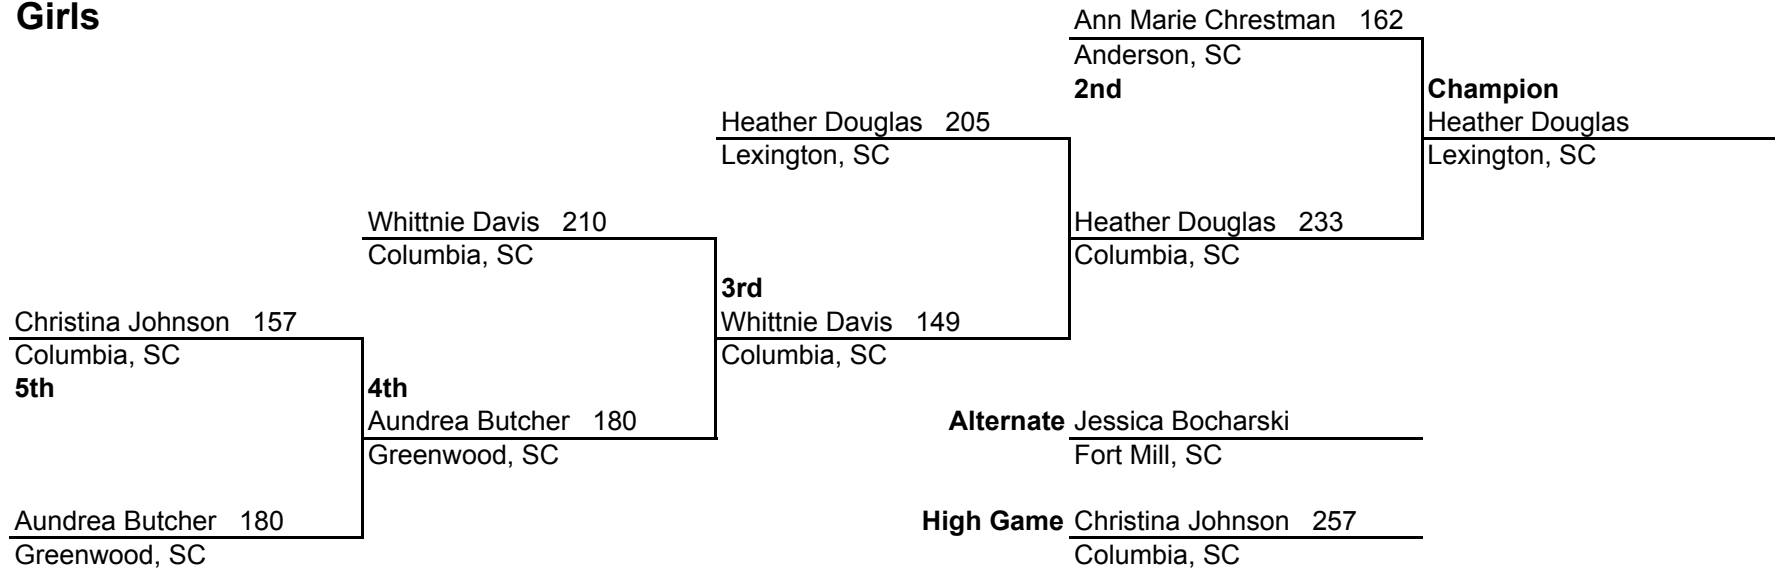 Girls
Ann Marie Chrestman 162
Anderson, SC
2nd
Champion
Heather Douglas 205
Heather Douglas
Lexington, SC
Lexington, SC
Whittnie Davis 210
Heather Douglas 233
Columbia, SC
Columbia, SC
3rd
Christina Johnson 157
Whittnie Davis 149
Columbia, SC
Columbia, SC
5th
4th
Aundrea Butcher 180
Alternate Jessica Bocharski
Greenwood, SC
Fort Mill, SC
Aundrea Butcher 180
High Game Christina Johnson 257
Greenwood, SC
Columbia, SC